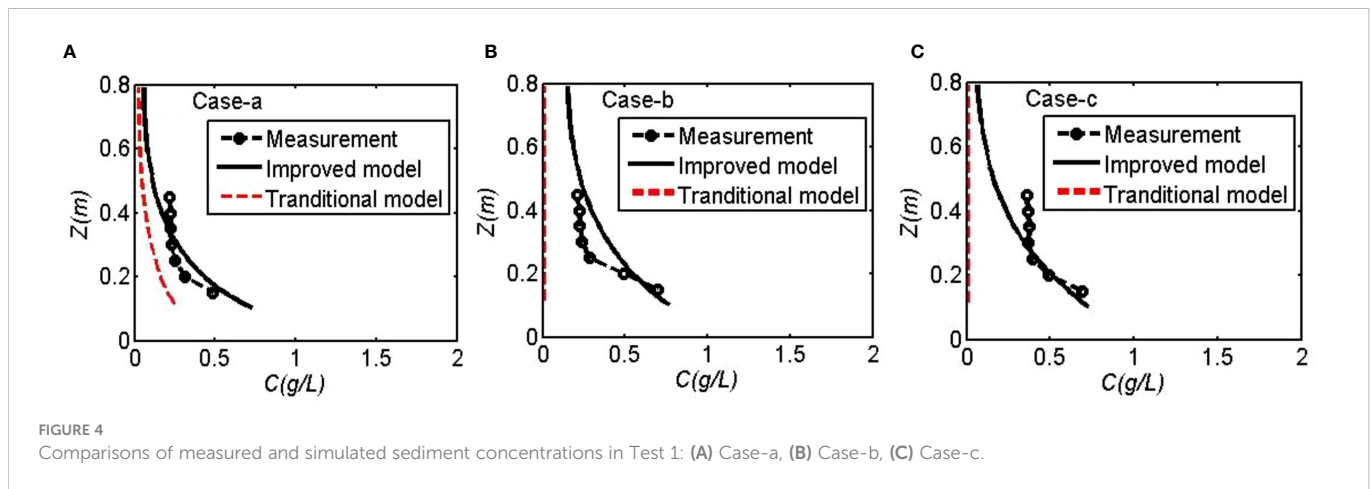 A
0.8
0.6
0.4
0.2
0
Z(m)
Case-a
Measurement
Improved model
Tranditional model
0 0.5 1 1.5 2
C(g/L)
B
0.8
0.6
0.4
0.2
0
Z(m)
Case-b
Measurement
Improved model
Tranditional model
0 0.5 1 1.5 2
C(g/L)
C
0.8
0.6
0.4
0.2
0
Z(m)
Case-c
Measurement
Improved model
Tranditional model
0 0.5 1 1.5 2
C(g/L)
FIGURE 4
Comparisons of measured and simulated sediment concentrations in Test 1: (A) Case-a, (B) Case-b, (C) Case-c.